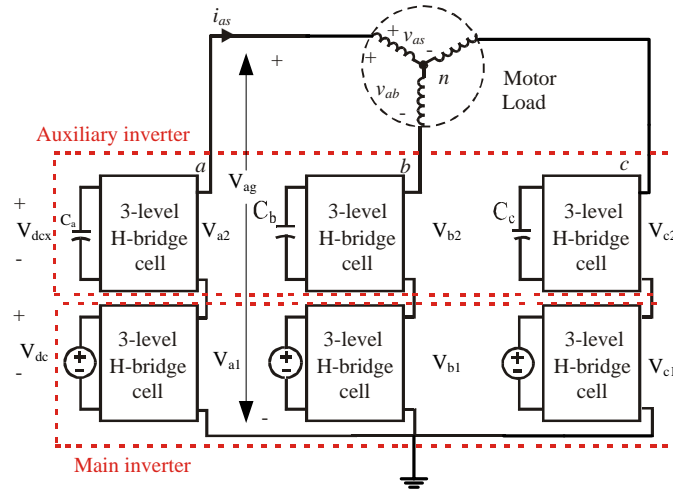 i_as
+ v_as -
+
n
v_ab
-
Motor
Load
+
Auxiliary inverter
a
b
c
V_ag
+
V_dcx
-
C_a
3-level
H-bridge
cell
V_a2
C_b
3-level
H-bridge
cell
V_b2
C_c
3-level
H-bridge
cell
V_c2
+
V_dc
-
+
-
3-level
H-bridge
cell
V_a1
-
+
-
3-level
H-bridge
cell
V_b1
+
-
3-level
H-bridge
cell
V_c1
Main inverter